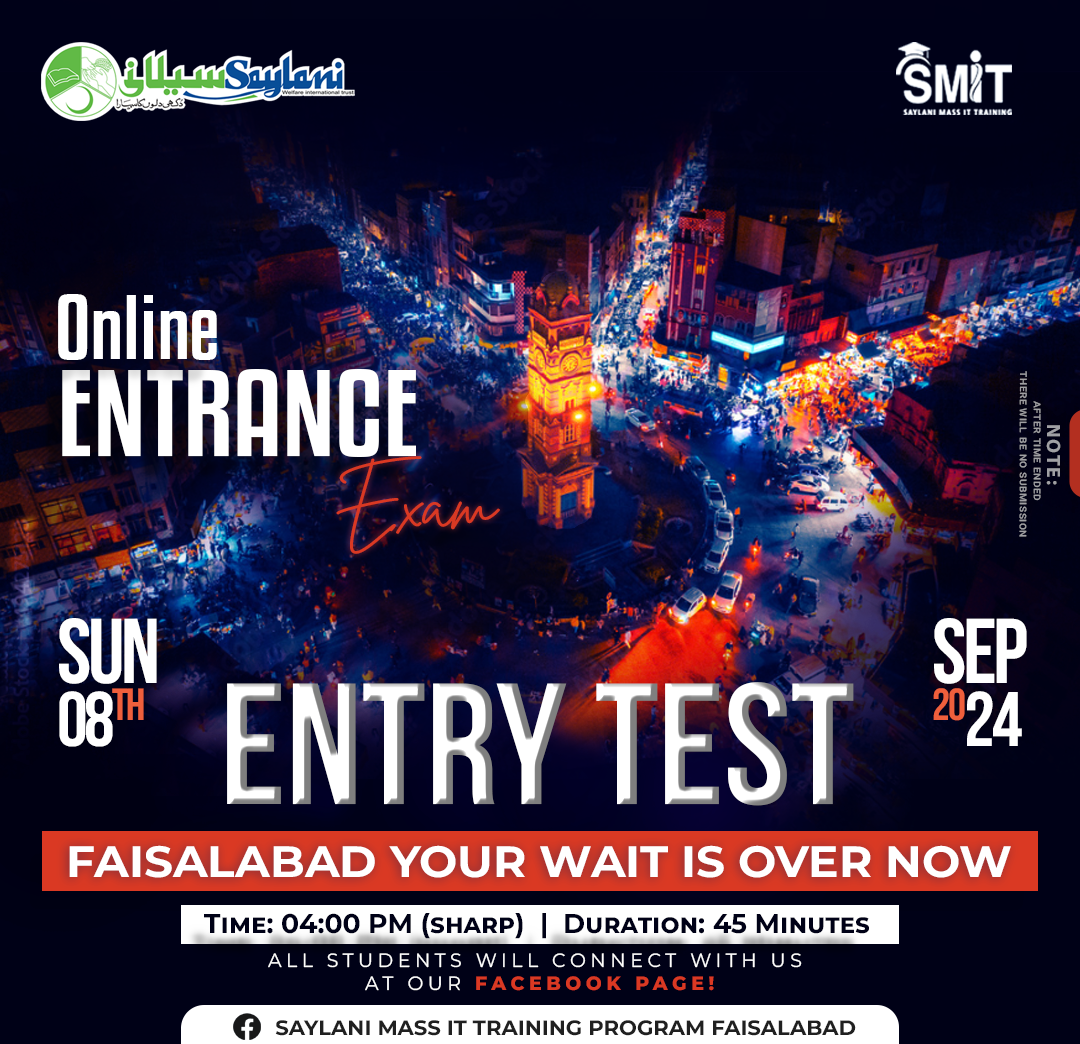 سیلانی Saylani
Welfare international trust
دُکھی دلوں کا سہارا
SMIT
SAYLANI MASS IT TRAINING
Online
ENTRANCE
Exam
NOTE:
AFTER TIME ENDED
THERE WILL BE NO SUBMISSION
SUN
08TH
SEP
2024
ENTRY TEST
FAISALABAD YOUR WAIT IS OVER NOW
TIME: 04:00 PM (SHARP) | DURATION: 45 MINUTES
ALL STUDENTS WILL CONNECT WITH US
AT OUR FACEBOOK PAGE!
SAYLANI MASS IT TRAINING PROGRAM FAISALABAD